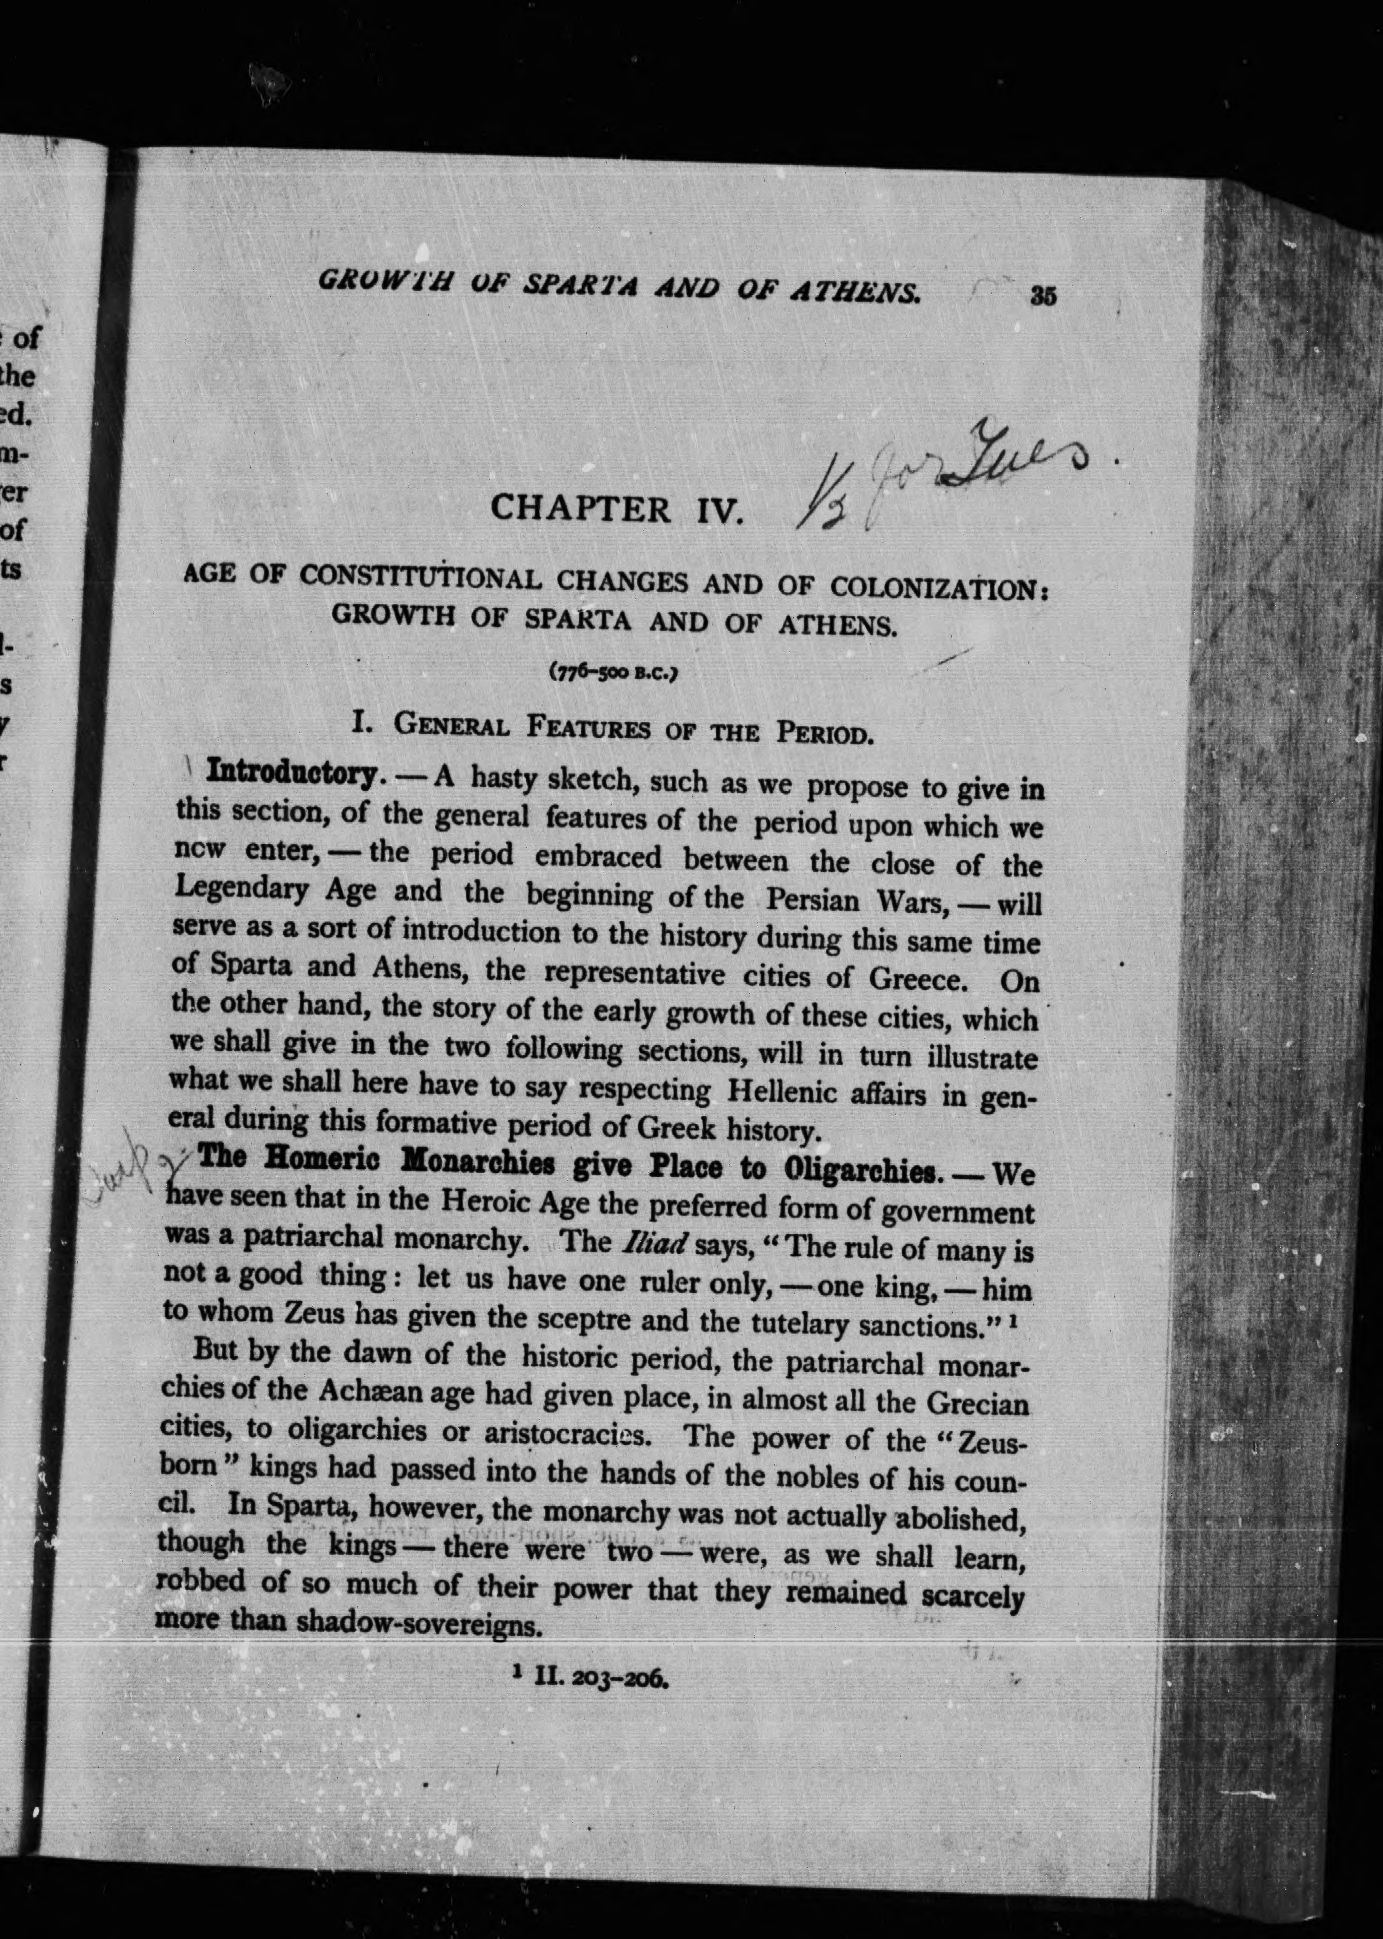 GROWTH OF SPARTA AND OF ATHENS. 35
of
the
ed.
m-
er
of
ts
s
1/2 for Tues.
CHAPTER IV.
AGE OF CONSTITUTIONAL CHANGES AND OF COLONIZATION:
GROWTH OF SPARTA AND OF ATHENS.
(776–500 B.C.)
I. GENERAL FEATURES OF THE PERIOD.
Introductory. — A hasty sketch, such as we propose to give in
this section, of the general features of the period upon which we
now enter, — the period embraced between the close of the
Legendary Age and the beginning of the Persian Wars, — will
serve as a sort of introduction to the history during this same time
of Sparta and Athens, the representative cities of Greece. On
the other hand, the story of the early growth of these cities, which
we shall give in the two following sections, will in turn illustrate
what we shall here have to say respecting Hellenic affairs in gen-
eral during this formative period of Greek history.
2. The Homeric Monarchies give Place to Oligarchies. — We
have seen that in the Heroic Age the preferred form of government
was a patriarchal monarchy. The Iliad says, “The rule of many is
not a good thing: let us have one ruler only, — one king, — him
to whom Zeus has given the sceptre and the tutelary sanctions.” 1
But by the dawn of the historic period, the patriarchal monar-
chies of the Achæan age had given place, in almost all the Grecian
cities, to oligarchies or aristocracies. The power of the “Zeus-
born” kings had passed into the hands of the nobles of his coun-
cil. In Sparta, however, the monarchy was not actually abolished,
though the kings — there were two — were, as we shall learn,
robbed of so much of their power that they remained scarcely
more than shadow-sovereigns.
1 II. 203–206.